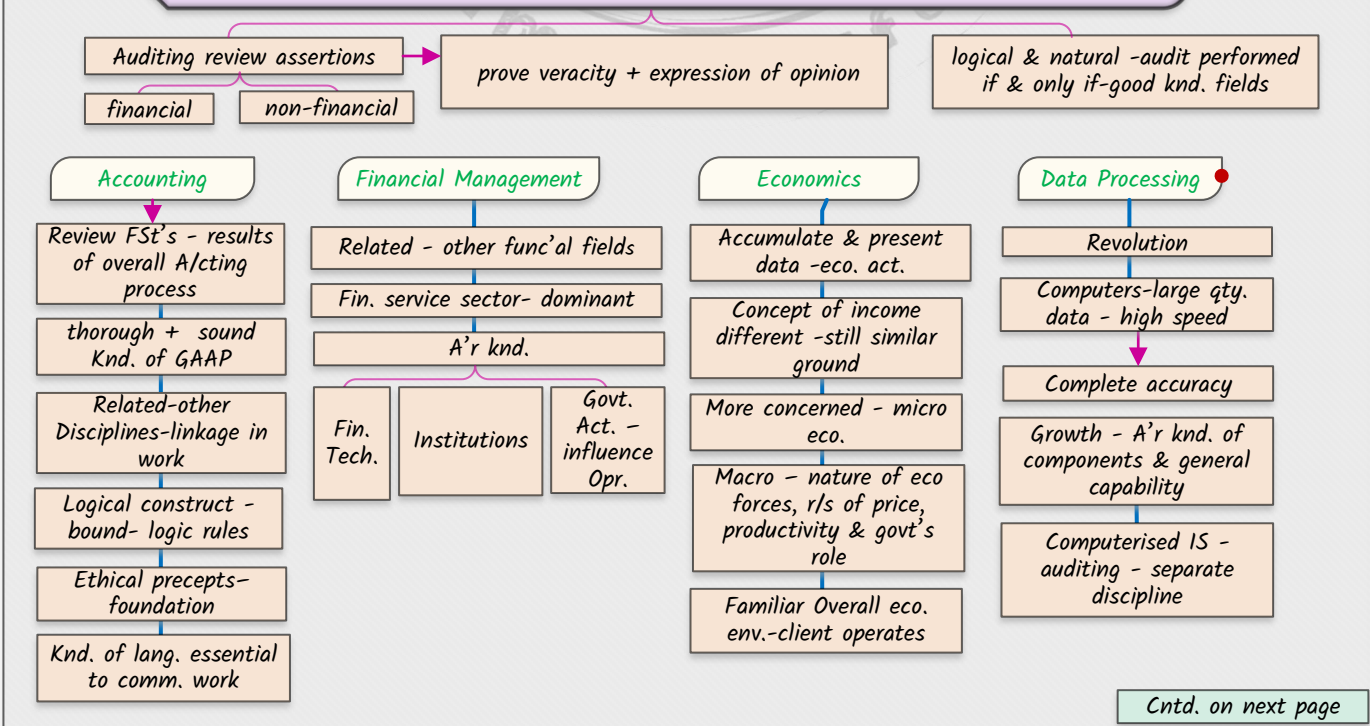 Auditing review assertions
financial
non-financial
prove veracity + expression of opinion
logical & natural -audit performed
if & only if-good knd. fields
Accounting
Review FSt's - results
of overall A/cting
process
thorough + sound
Knd. of GAAP
Related-other
Disciplines-linkage in
work
Logical construct -
bound- logic rules
Ethical precepts–
foundation
Knd. of lang. essential
to comm. work
Financial Management
Related - other func'al fields
Fin. service sector- dominant
A'r knd.
Fin.
Tech.
Institutions
Govt.
Act. –
influence
Opr.
Economics
Accumulate & present
data -eco. act.
Concept of income
different -still similar
ground
More concerned - micro
eco.
Macro – nature of eco
forces, r/s of price,
productivity & govt's
role
Familiar Overall eco.
env.-client operates
Data Processing
Revolution
Computers-large qty.
data - high speed
Complete accuracy
Growth - A'r knd. of
components & general
capability
Computerised IS -
auditing - separate
discipline
Cntd. on next page